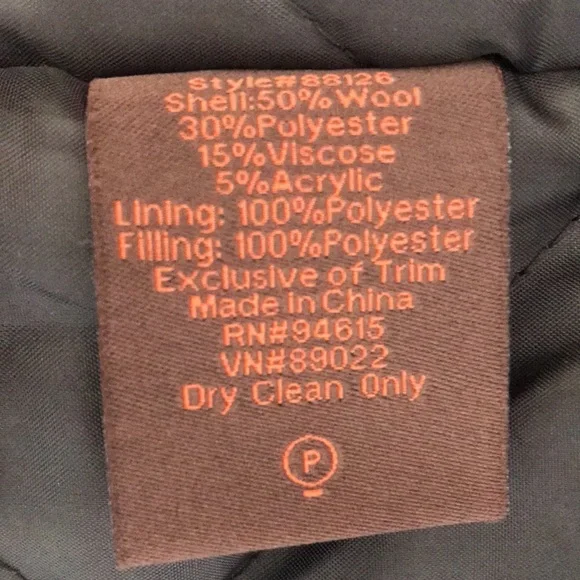 Style#88126
Shell:50%Wool
30%Polyester
15%Viscose
5%Acrylic
Lining: 100%Polyester
Filling: 100%Polyester
Exclusive of Trim
Made in China
RN#94615
VN#89022
Dry Clean Only
P